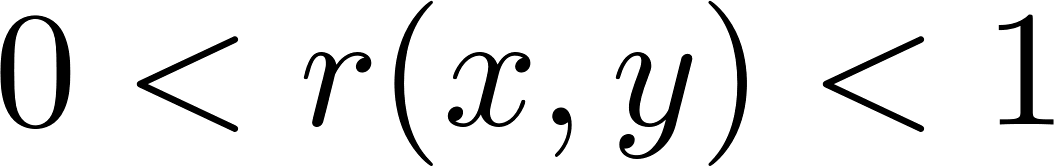 0 < r(x, y) < 1